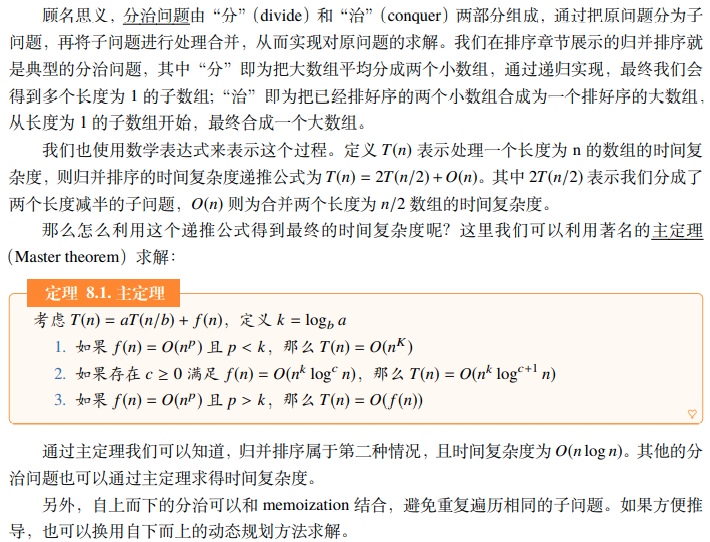 顾名思义，分治问题由“分”（divide）和“治”（conquer）两部分组成，通过把原问题分为子
问题，再将子问题进行处理合并，从而实现对原问题的求解。我们在排序章节展示的归并排序就
是典型的分治问题，其中“分”即为把大数组平均分成两个小数组，通过递归实现，最终我们会
得到多个长度为 1 的子数组；“治”即为把已经排好序的两个小数组合成为一个排好序的大数组，
从长度为 1 的子数组开始，最终合成一个大数组。
我们也使用数学表达式来表示这个过程。定义 T(n) 表示处理一个长度为 n 的数组的时间复
杂度，则归并排序的时间复杂度递推公式为 T(n) = 2T(n/2) + O(n)。其中 2T(n/2) 表示我们分成了
两个长度减半的子问题，O(n) 则为合并两个长度为 n/2 数组的时间复杂度。
那么怎么利用这个递推公式得到最终的时间复杂度呢？这里我们可以利用著名的主定理
（Master theorem）求解：
定理 8.1. 主定理
考虑 T(n) = aT(n/b) + f(n)，定义 k = log_b a
1. 如果 f(n) = O(n^p) 且 p < k，那么 T(n) = O(n^K)
2. 如果存在 c ≥ 0 满足 f(n) = O(n^k log^c n)，那么 T(n) = O(n^k log^{c+1} n)
3. 如果 f(n) = O(n^p) 且 p > k，那么 T(n) = O(f(n))
通过主定理我们可以知道，归并排序属于第二种情况，且时间复杂度为 O(n log n)。其他的分
治问题也可以通过主定理求得时间复杂度。
另外，自上而下的分治可以和 memoization 结合，避免重复遍历相同的子问题。如果方便推
导，也可以换用自下而上的动态规划方法求解。